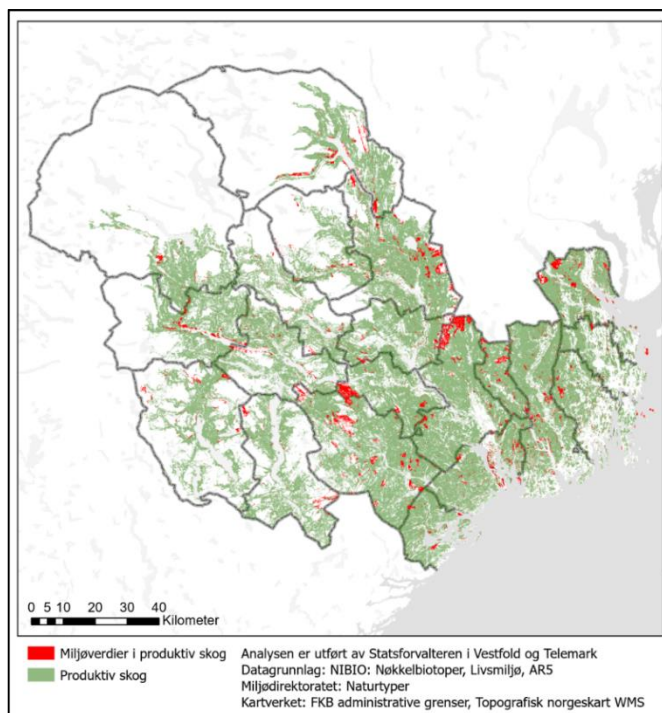 0 5 10 20 30 40
Kilometer
Miljøverdier i produktiv skog
Produktiv skog
Analysen er utført av Statsforvalteren i Vestfold og Telemark
Datagrunnlag: NIBIO: Nøkkelbiotoper, Livsmiljø, AR5
Miljødirektoratet: Naturtyper
Kartverket: FKB administrative grenser, Topografisk norgeskart WMS